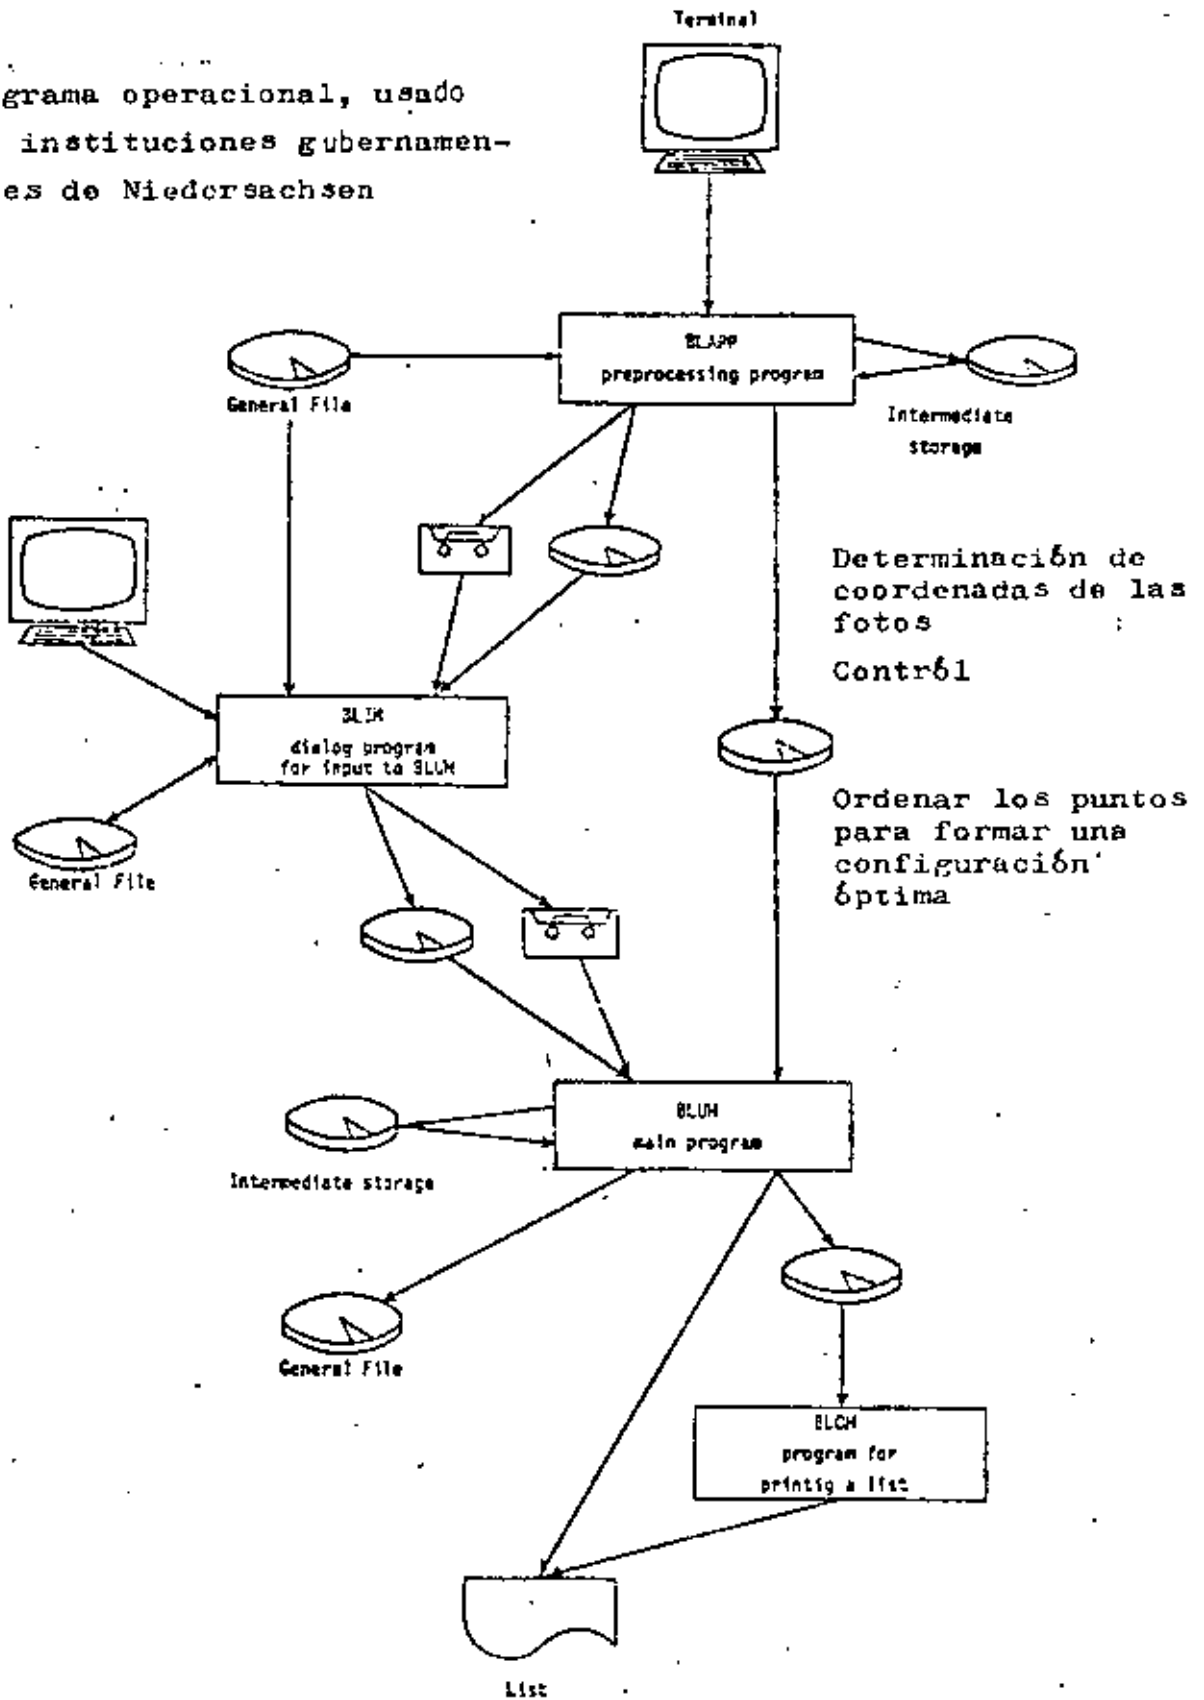 Terminal
grama operacional, usado
instituciones gubernamen-
es de Niedersachsen
BLAPP
preprocessing program
General File
Intermediate
storage
Determinación de
coordenadas de las
fotos
Contról
BLIM
dialog program
for input to BLUH
Ordenar los puntos
para formar una
configuración
óptima
General File
BLUH
main program
Intermediate storage
General File
program for
printig a list
List